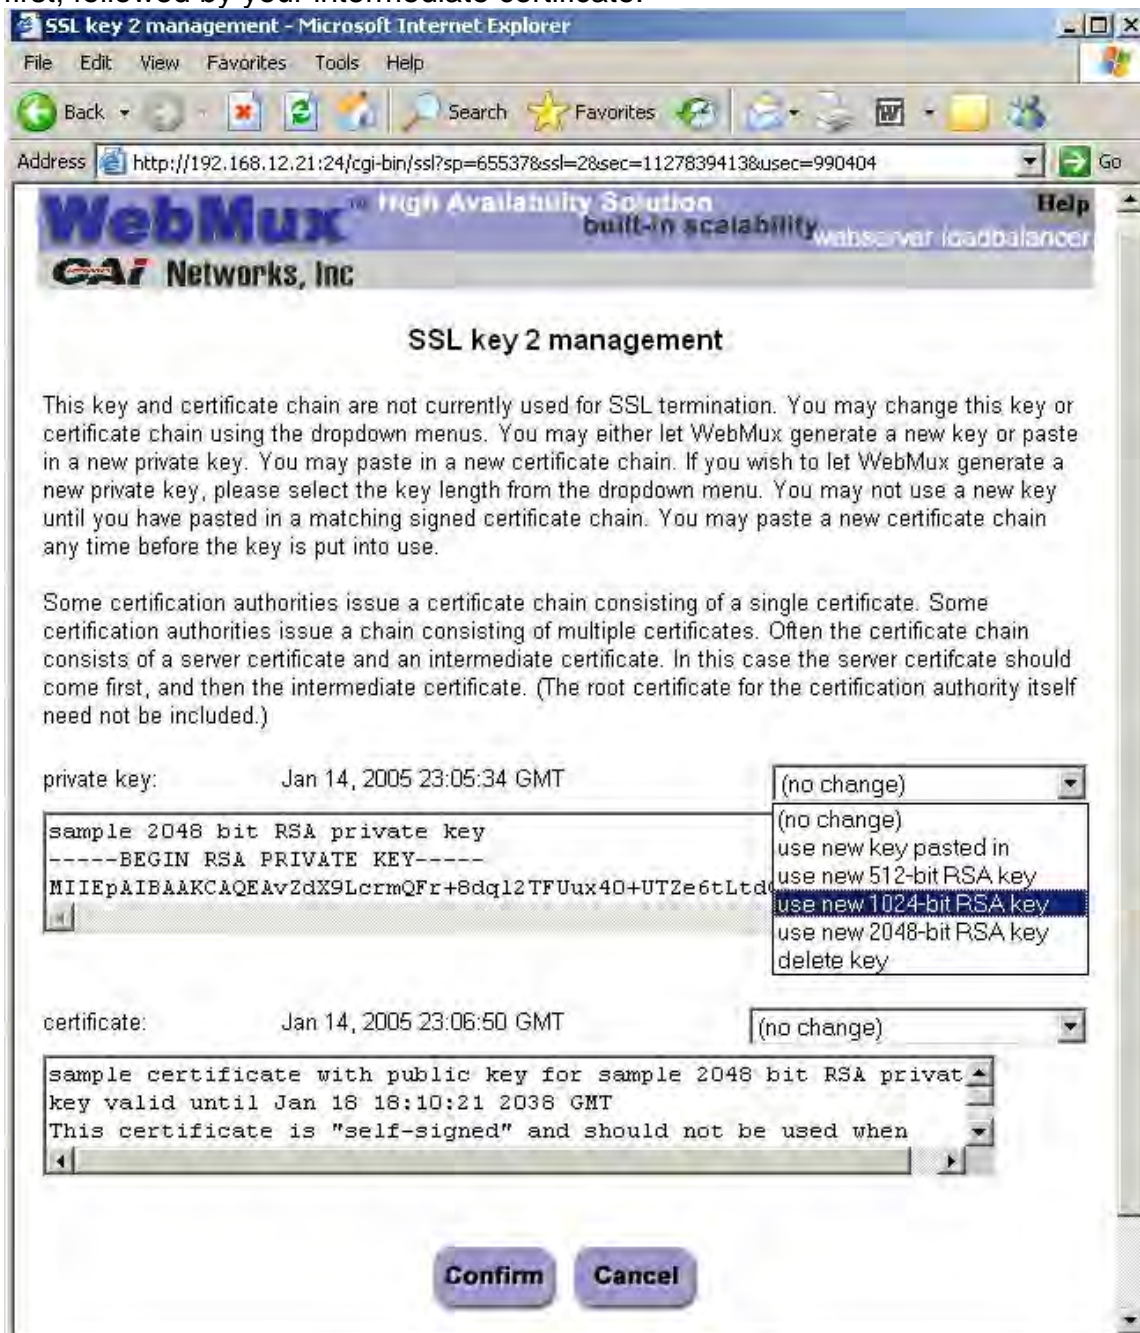 first, followed by your intermediate certificate.
SSL key 2 management - Microsoft Internet Explorer
File Edit View Favorites Tools Help
Back Search Favorites
Address http://192.168.12.21:24/cgi-bin/ssl?sp=65537&ssl=2&sec=1127839413&usec=990404 Go
WebMux™ High Availability Solution Help
built-in scalability webserver loadbalancer
CAI Networks, Inc
SSL key 2 management
This key and certificate chain are not currently used for SSL termination. You may change this key or
certificate chain using the dropdown menus. You may either let WebMux generate a new key or paste
in a new private key. You may paste in a new certificate chain. If you wish to let WebMux generate a
new private key, please select the key length from the dropdown menu. You may not use a new key
until you have pasted in a matching signed certificate chain. You may paste a new certificate chain
any time before the key is put into use.
Some certification authorities issue a certificate chain consisting of a single certificate. Some
certification authorities issue a chain consisting of multiple certificates. Often the certificate chain
consists of a server certificate and an intermediate certificate. In this case the server certifcate should
come first, and then the intermediate certificate. (The root certificate for the certification authority itself
need not be included.)
private key: Jan 14, 2005 23:05:34 GMT (no change)
sample 2048 bit RSA private key
-----BEGIN RSA PRIVATE KEY-----
MIIEpAIBAAKCAQEAvZdX9LcrmQFr+8dql2TFUux4O+UTZe6tLtd
(no change)
use new key pasted in
use new 512-bit RSA key
use new 1024-bit RSA key
use new 2048-bit RSA key
delete key
certificate: Jan 14, 2005 23:06:50 GMT (no change)
sample certificate with public key for sample 2048 bit RSA privat
key valid until Jan 18 18:10:21 2038 GMT
This certificate is "self-signed" and should not be used when
Confirm Cancel